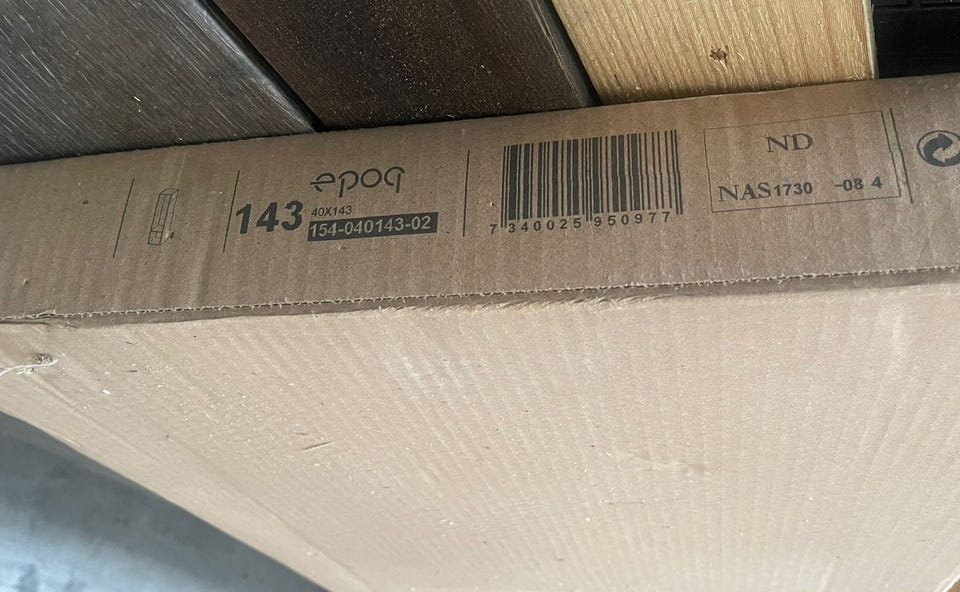 epoq
143
40X143
154-040143-02
7 340025 950977
ND
NAS1730 -08 4